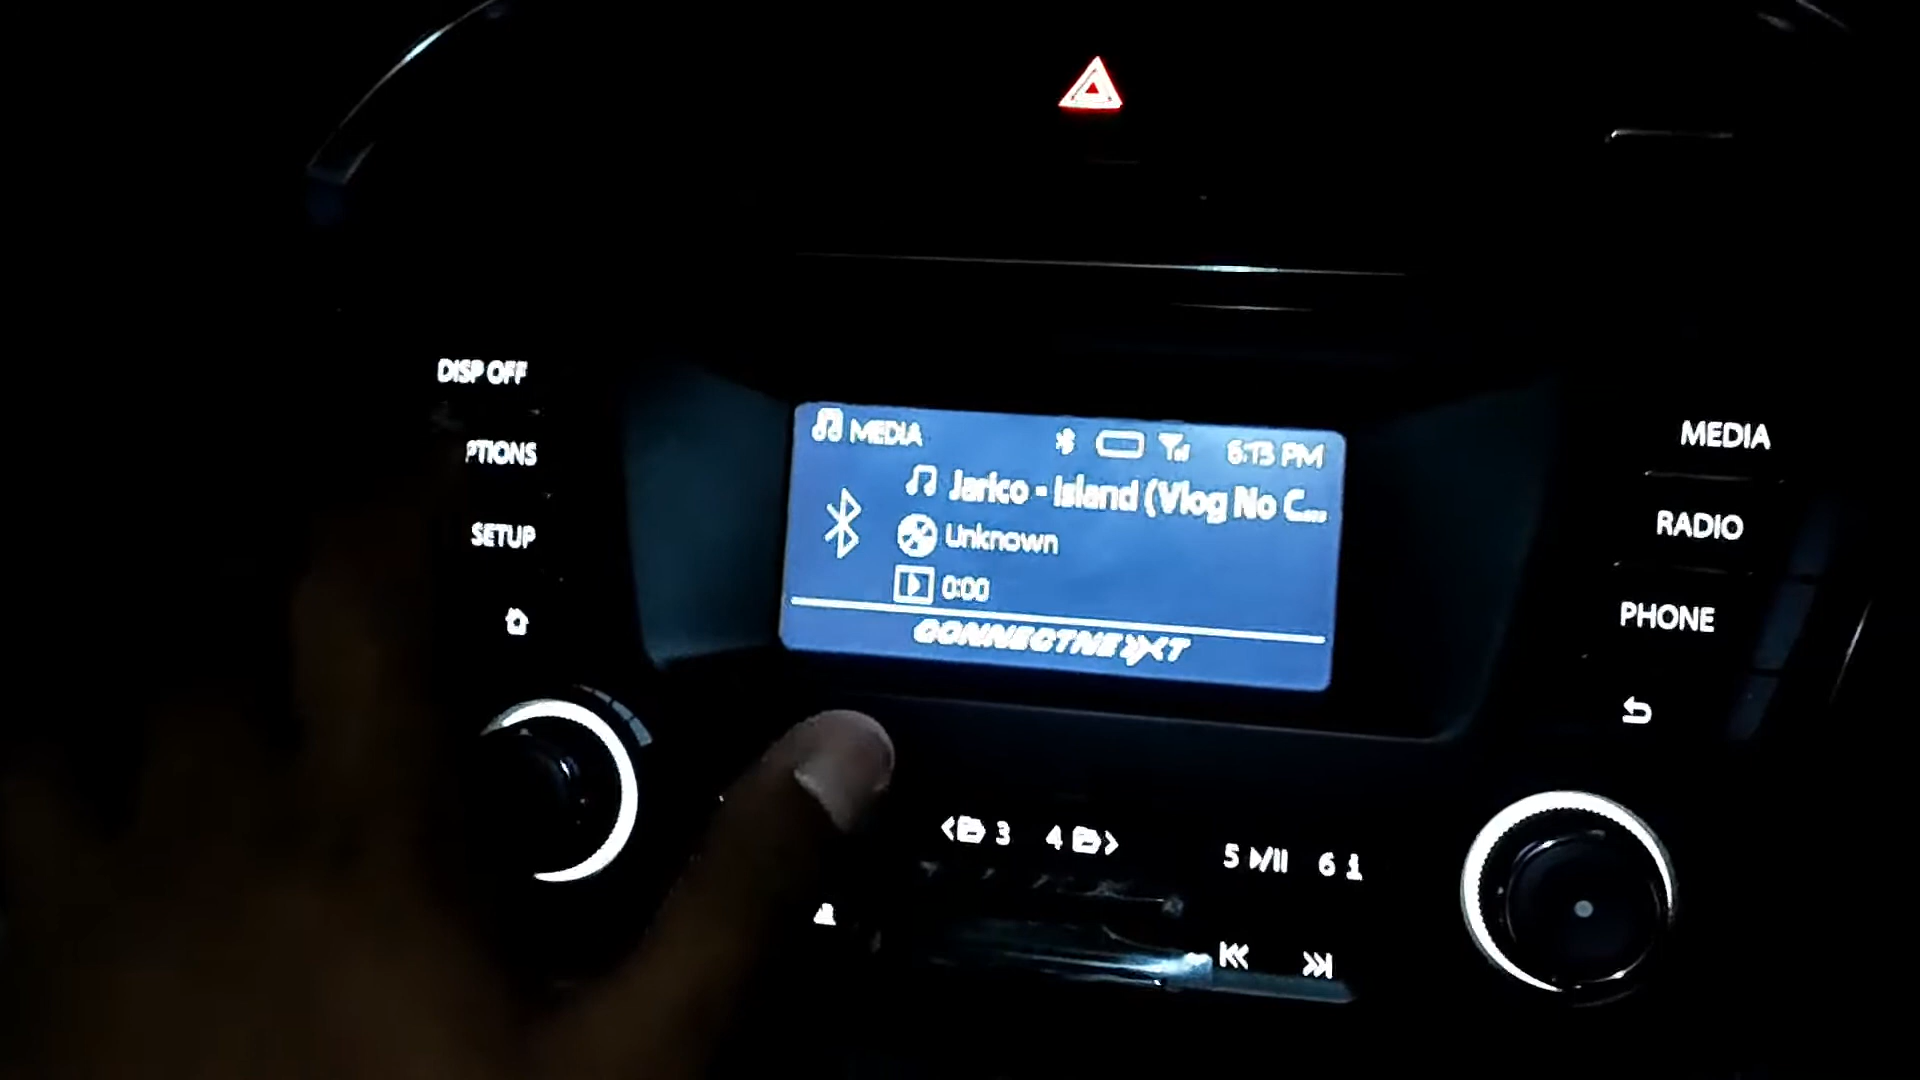 DISP OFF
PTIONS
SETUP
MEDIA 6:13 PM
Jarico - Island (Vlog No C...
Unknown
0:00
CONNECTNEXT
MEDIA
RADIO
PHONE
3 4
5 6 i